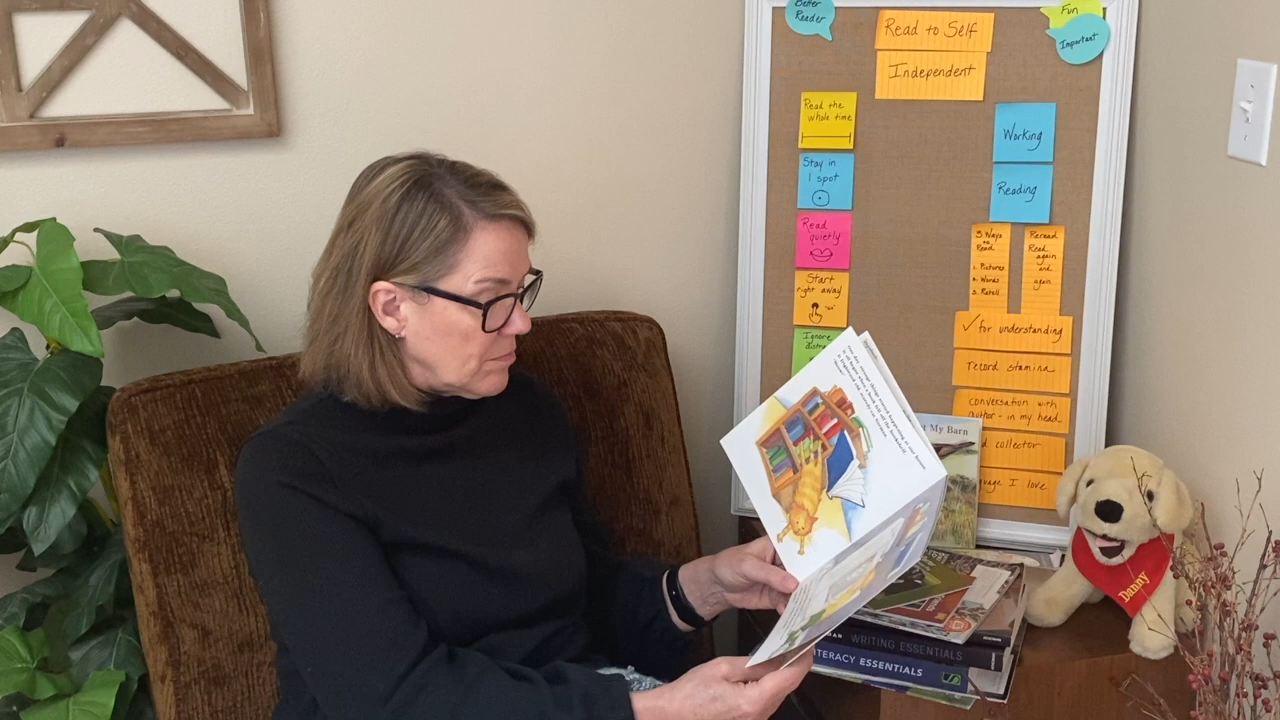 Better
Reader
Fun
Important
Read to Self
Independent
Read the
whole time
Stay in
1 spot
Read
quietly
Start
right away
Ignore
Working
Reading
3 Ways
to
Read
1. Pictures
2. Words
3. Retell
Reread
Read
again
and
again
✓ for understanding
record stamina
conversation with
author - in my head
collector
I love
My Barn
Danny
WRITING ESSENTIALS
LITERACY ESSENTIALS